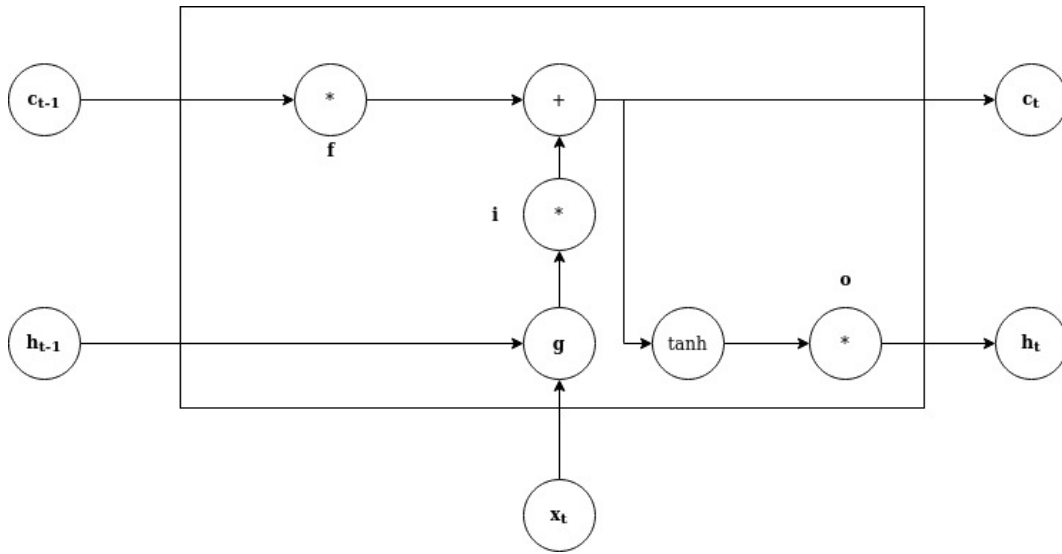 c_{t-1} * + c_t
f
i *
o
h_{t-1} g tanh * h_t
x_t